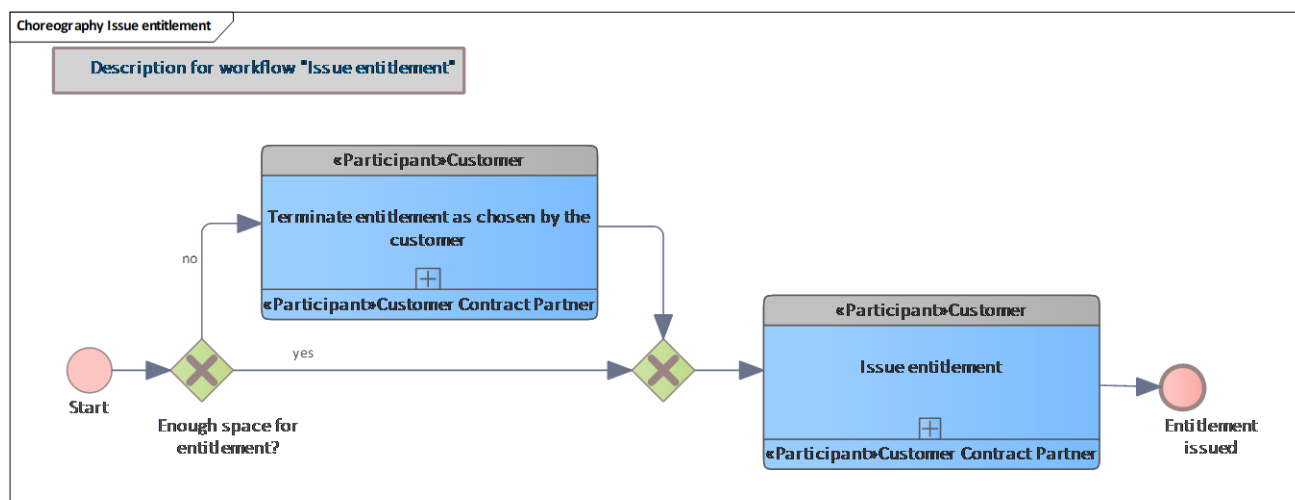 Choreography Issue entitlement
Description for workflow "Issue entitlement"
«Participant»Customer
Terminate entitlement as chosen by the
customer
«Participant»Customer Contract Partner
no
yes
Start
Enough space for
entitlement?
«Participant»Customer
Issue entitlement
«Participant»Customer Contract Partner
Entitlement
issued